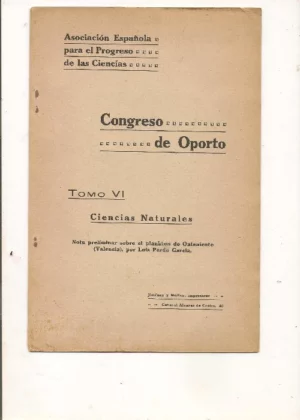 Asociación Española
para el Progreso
de las Ciencias
Congreso
de Oporto
TOMO VI
Ciencias Naturales
Nota preliminar sobre el plankton de Onteniente
(Valencia), por Luis Pardo García.